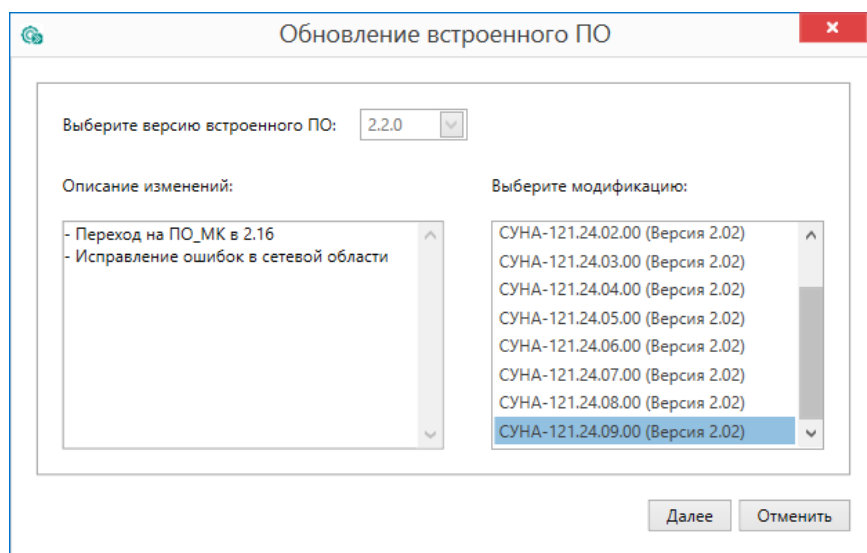 Обновление встроенного ПО
Выберите версию встроенного ПО:
2.2.0
Описание изменений:
- Переход на ПО_МК в 2.16
- Исправление ошибок в сетевой области
Выберите модификацию:
СУНА-121.24.02.00 (Версия 2.02)
СУНА-121.24.03.00 (Версия 2.02)
СУНА-121.24.04.00 (Версия 2.02)
СУНА-121.24.05.00 (Версия 2.02)
СУНА-121.24.06.00 (Версия 2.02)
СУНА-121.24.07.00 (Версия 2.02)
СУНА-121.24.08.00 (Версия 2.02)
СУНА-121.24.09.00 (Версия 2.02)
Далее
Отменить